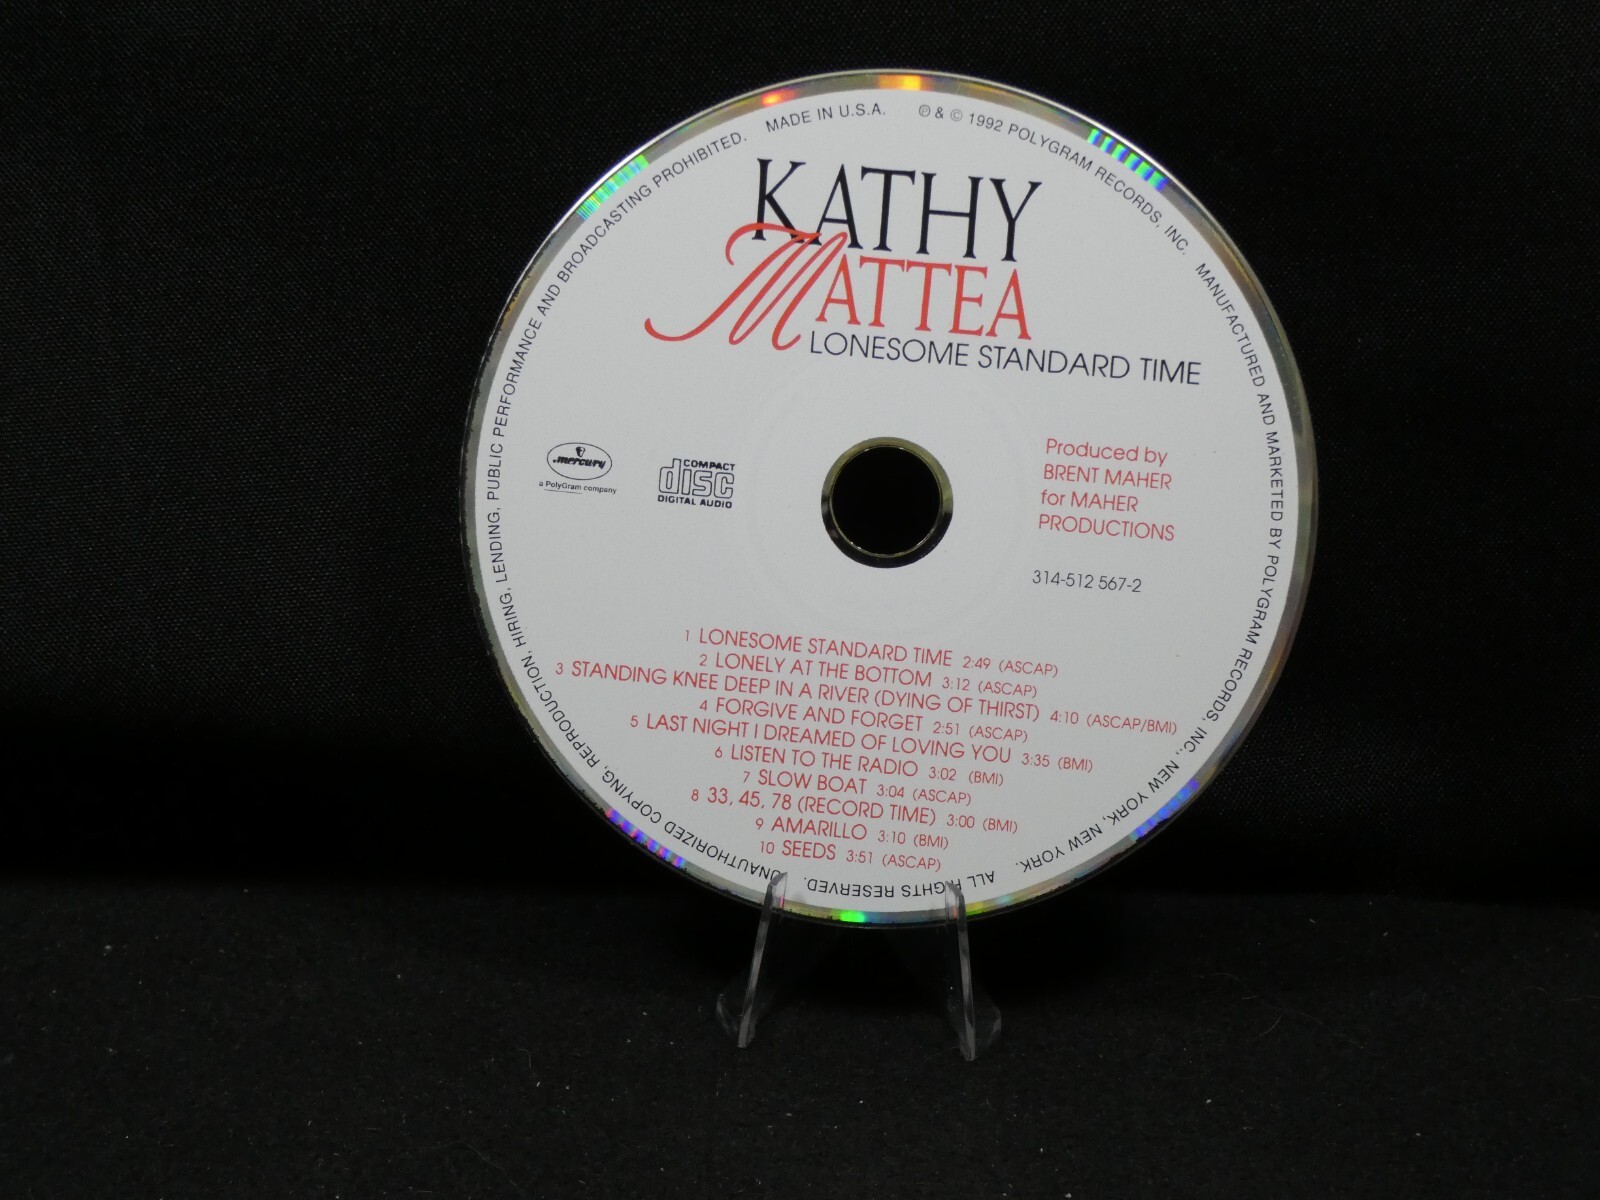 MADE IN U.S.A. ℗ & © 1992 POLYGRAM RECORDS, INC. MANUFACTURED AND MARKETED BY POLYGRAM RECORDS, INC., NEW YORK, NEW YORK. ALL RIGHTS RESERVED. UNAUTHORIZED COPYING, REPRODUCTION, HIRING, LENDING, PUBLIC PERFORMANCE AND BROADCASTING PROHIBITED.
KATHY
MATTEA
LONESOME STANDARD TIME
mercury
a PolyGram company
COMPACT
disc
DIGITAL AUDIO
Produced by
BRENT MAHER
for MAHER
PRODUCTIONS
314-512 567-2
1 LONESOME STANDARD TIME 2:49 (ASCAP)
2 LONELY AT THE BOTTOM 3:12 (ASCAP)
3 STANDING KNEE DEEP IN A RIVER (DYING OF THIRST) 4:10 (ASCAP/BMI)
4 FORGIVE AND FORGET 2:51 (ASCAP)
5 LAST NIGHT I DREAMED OF LOVING YOU 3:35 (BMI)
6 LISTEN TO THE RADIO 3:02 (BMI)
7 SLOW BOAT 3:04 (ASCAP)
8 33, 45, 78 (RECORD TIME) 3:00 (BMI)
9 AMARILLO 3:10 (BMI)
10 SEEDS 3:51 (ASCAP)